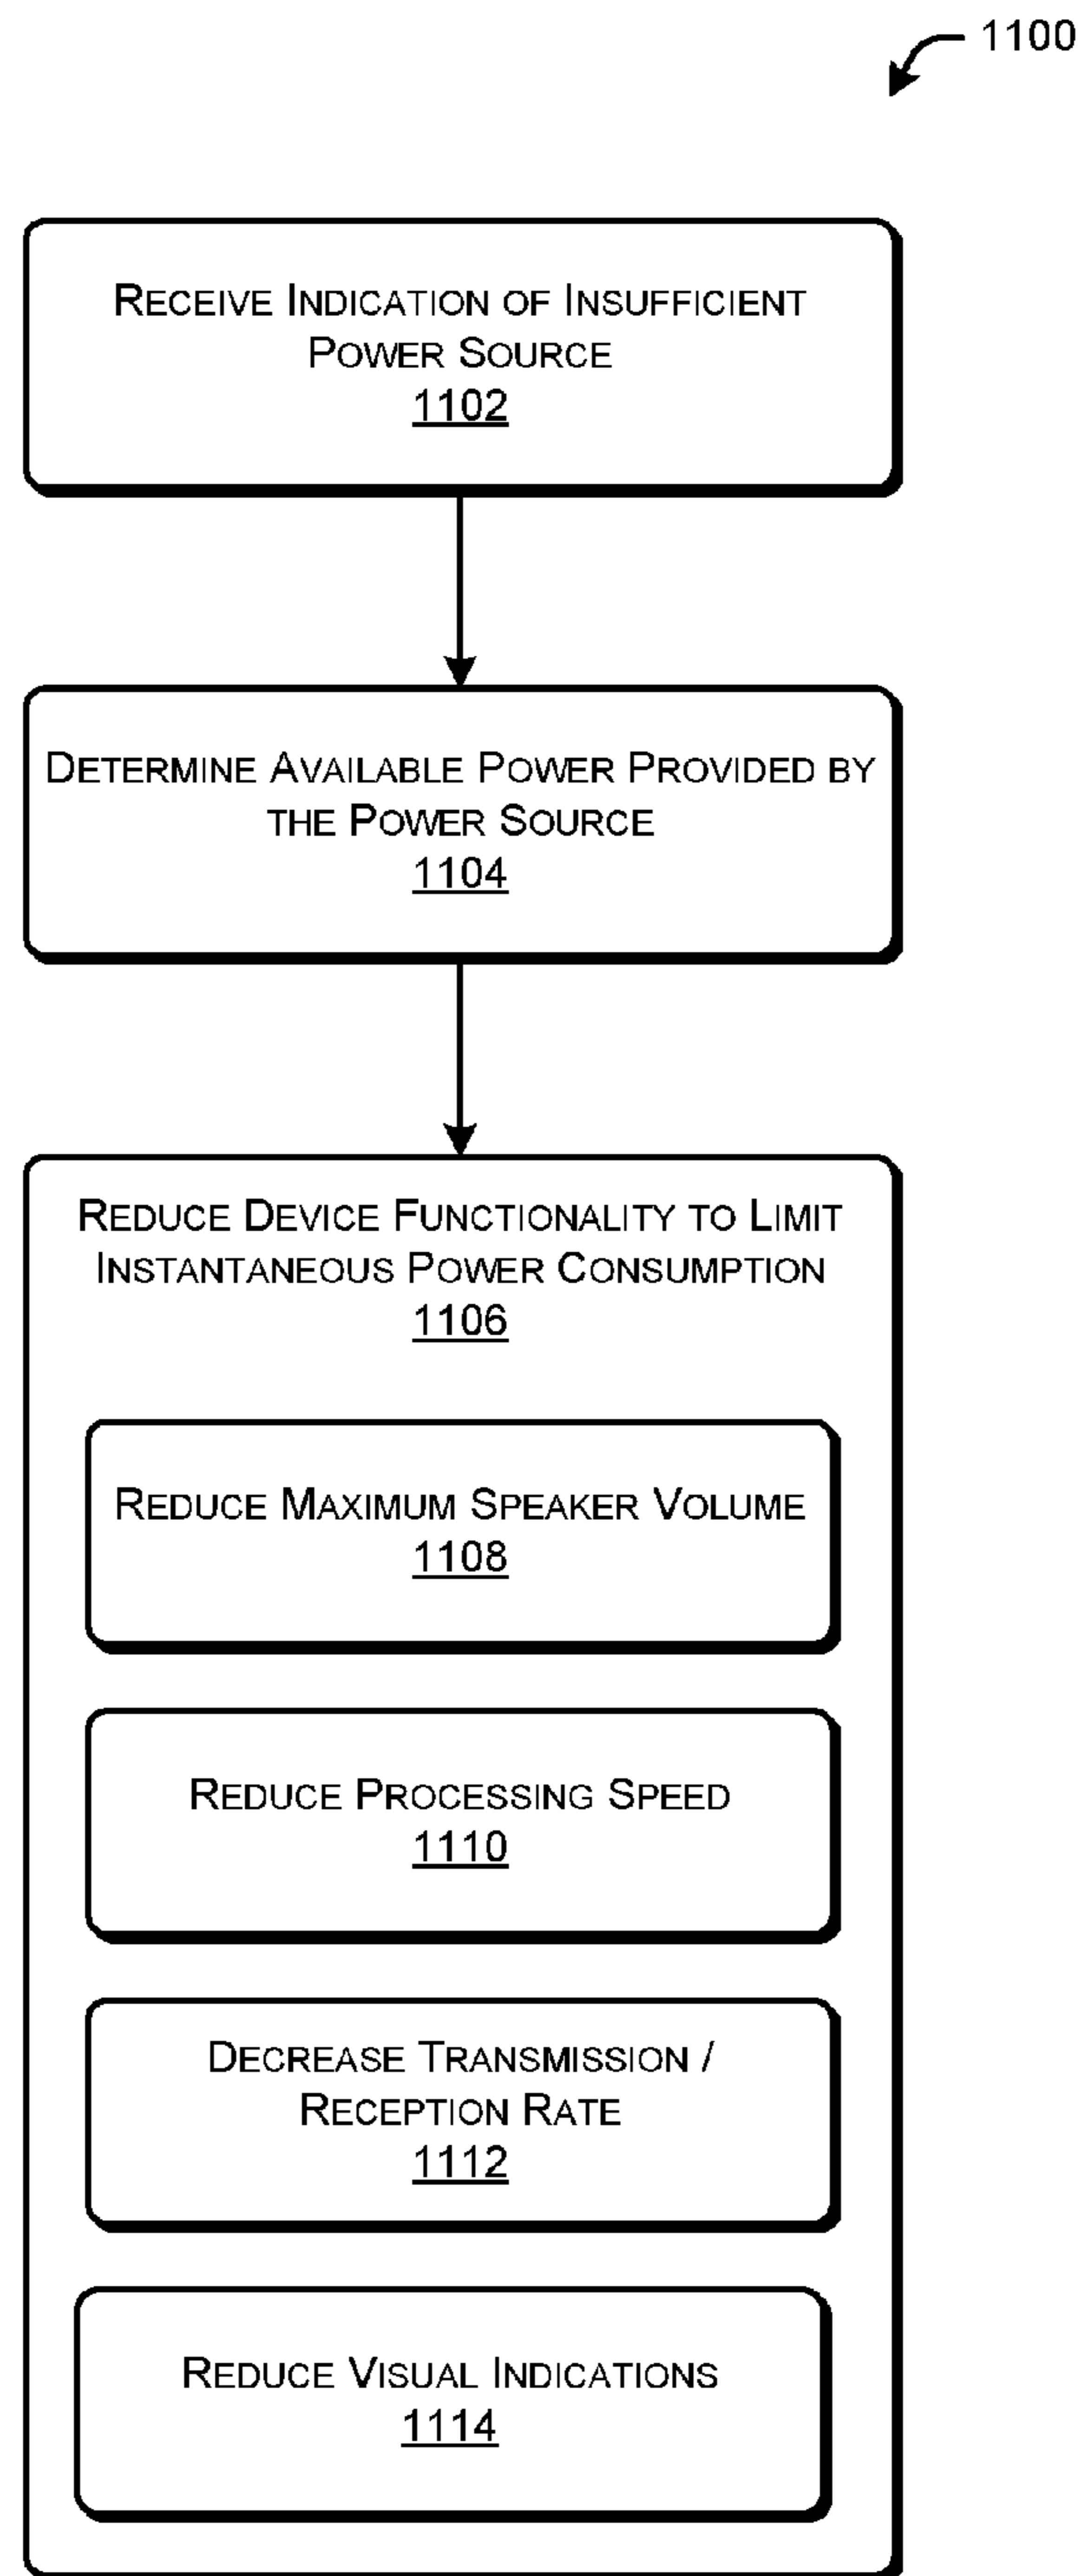 1100
RECEIVE INDICATION OF INSUFFICIENT
POWER SOURCE
1102
DETERMINE AVAILABLE POWER PROVIDED BY
THE POWER SOURCE
1104
REDUCE DEVICE FUNCTIONALITY TO LIMIT
INSTANTANEOUS POWER CONSUMPTION
1106
REDUCE MAXIMUM SPEAKER VOLUME
1108
REDUCE PROCESSING SPEED
1110
DECREASE TRANSMISSION /
RECEPTION RATE
1112
REDUCE VISUAL INDICATIONS
1114